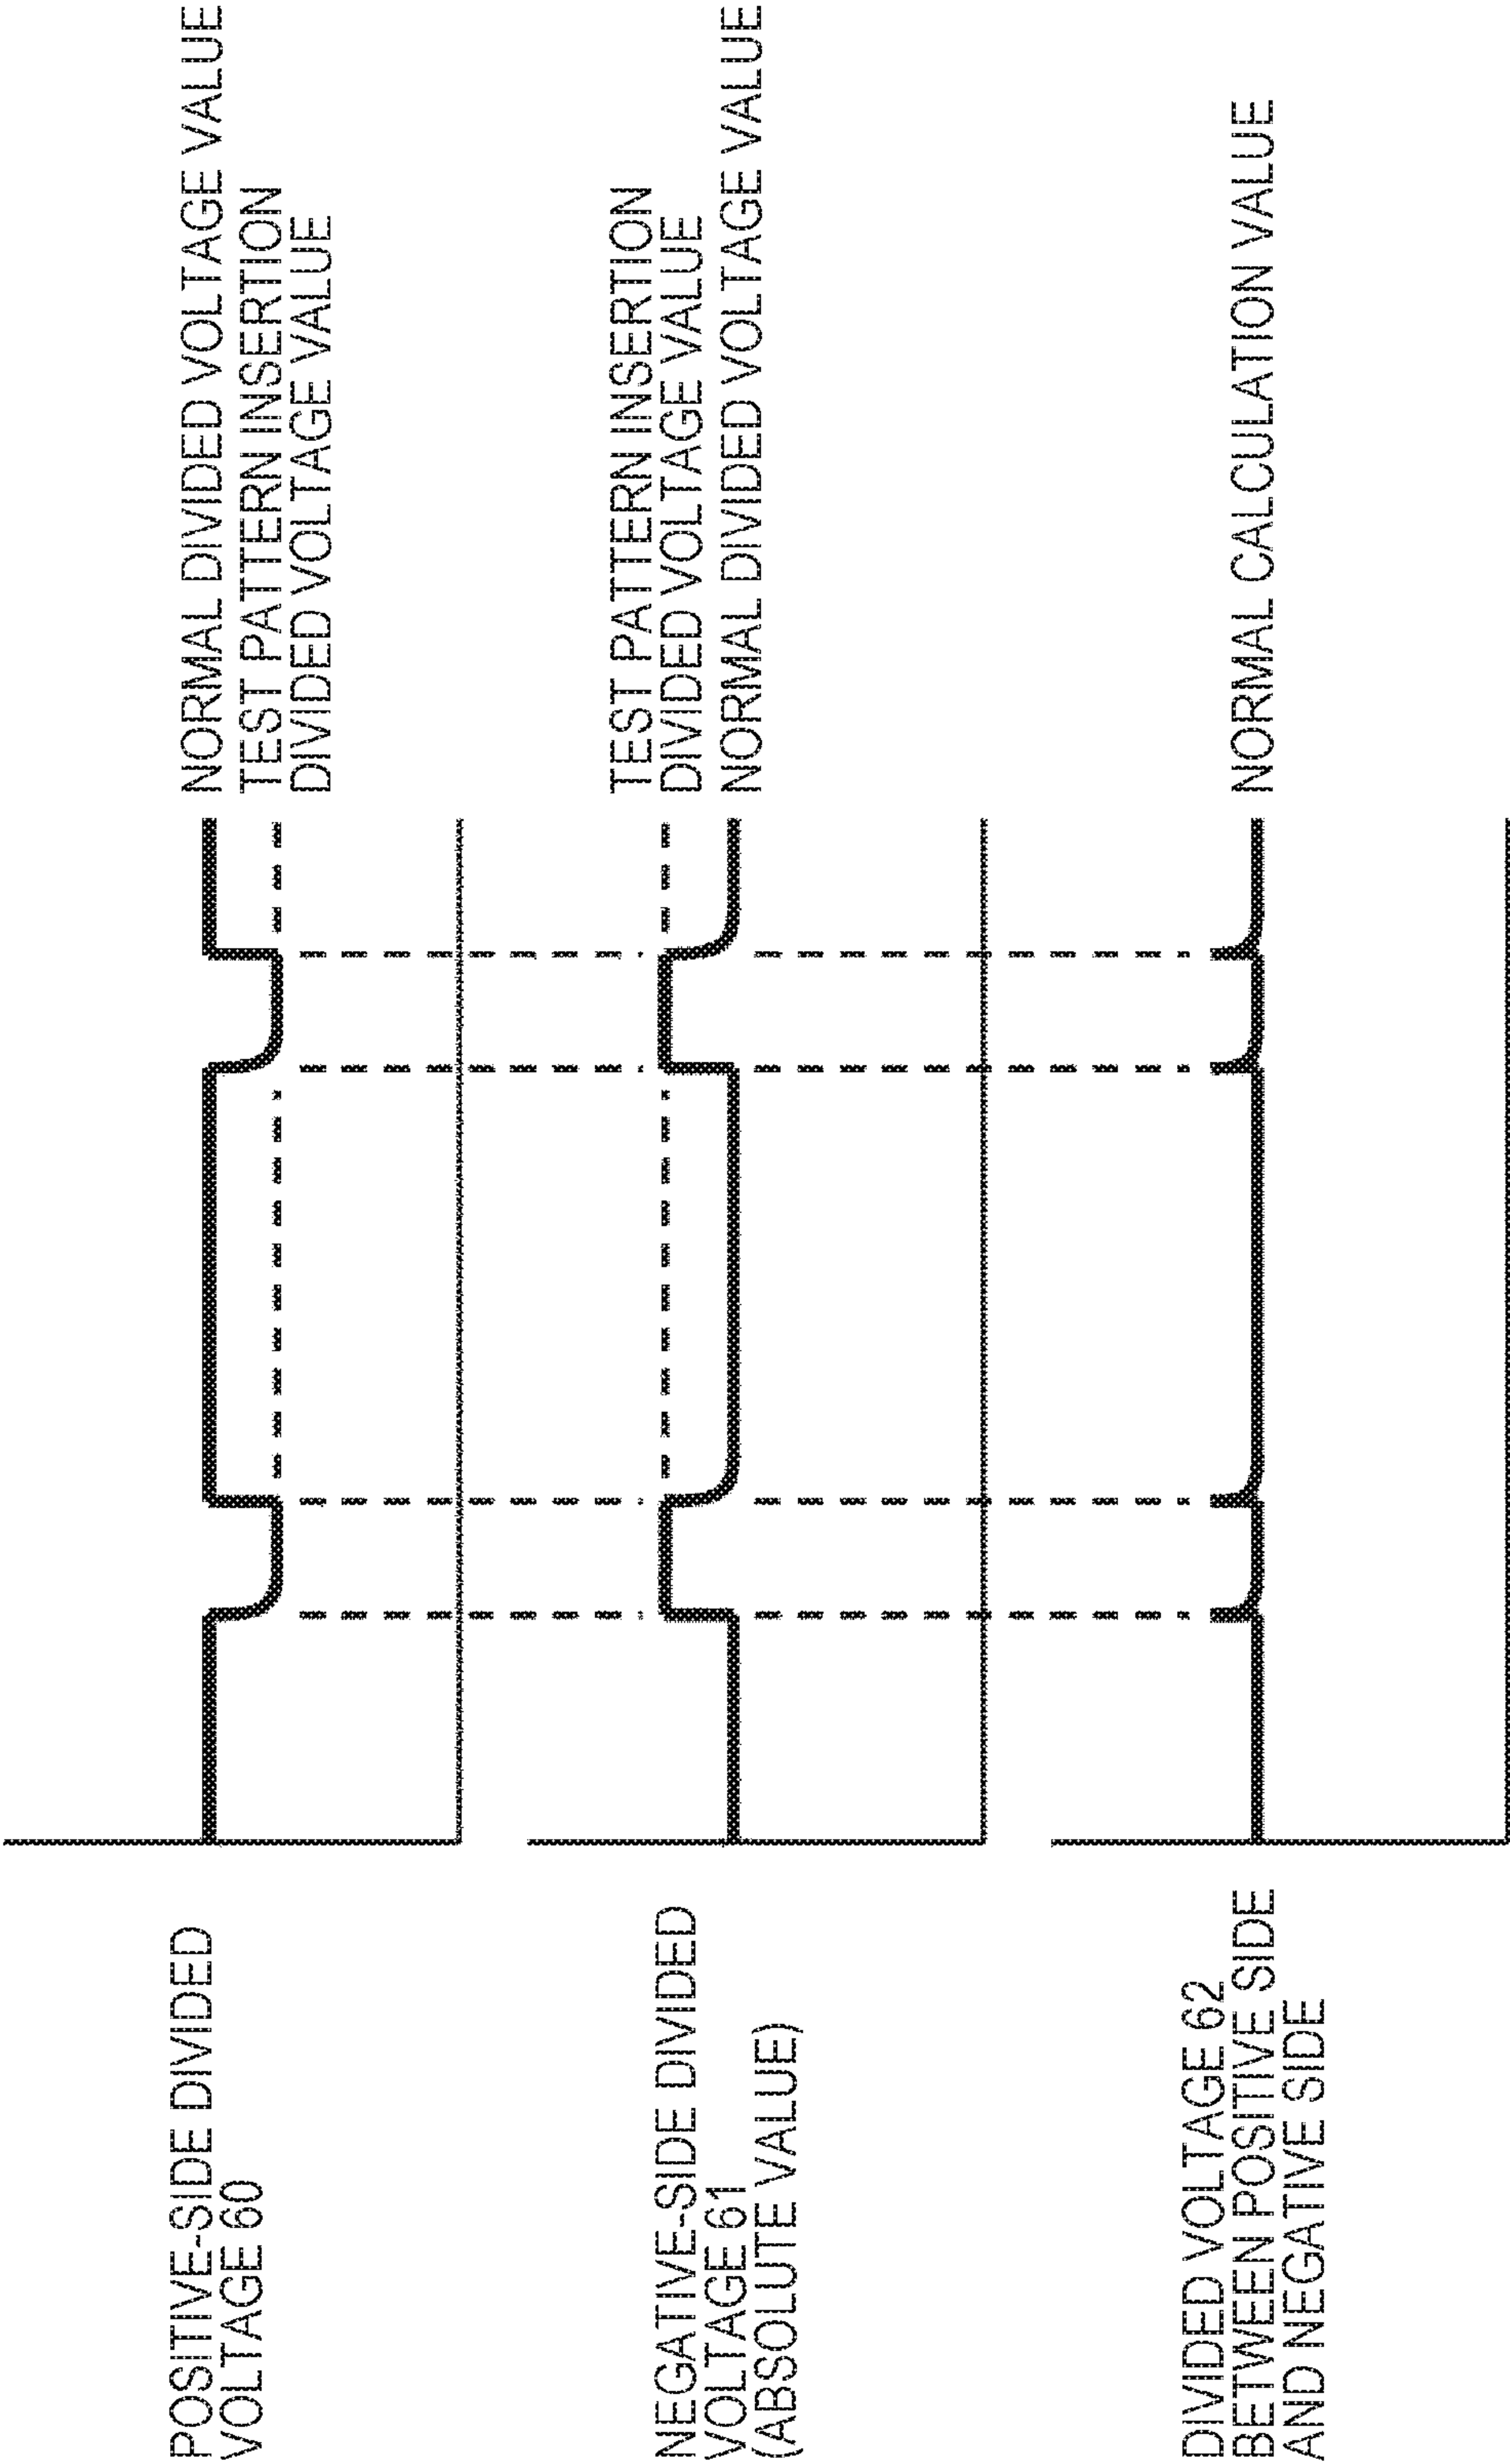 POSITIVE-SIDE DIVIDED
VOLTAGE 60
NORMAL DIVIDED VOLTAGE VALUE
TEST PATTERN INSERTION
DIVIDED VOLTAGE VALUE
NEGATIVE-SIDE DIVIDED
VOLTAGE 61
(ABSOLUTE VALUE)
TEST PATTERN INSERTION
DIVIDED VOLTAGE VALUE
NORMAL DIVIDED VOLTAGE VALUE
DIVIDED VOLTAGE 62
BETWEEN POSITIVE SIDE
AND NEGATIVE SIDE
NORMAL CALCULATION VALUE